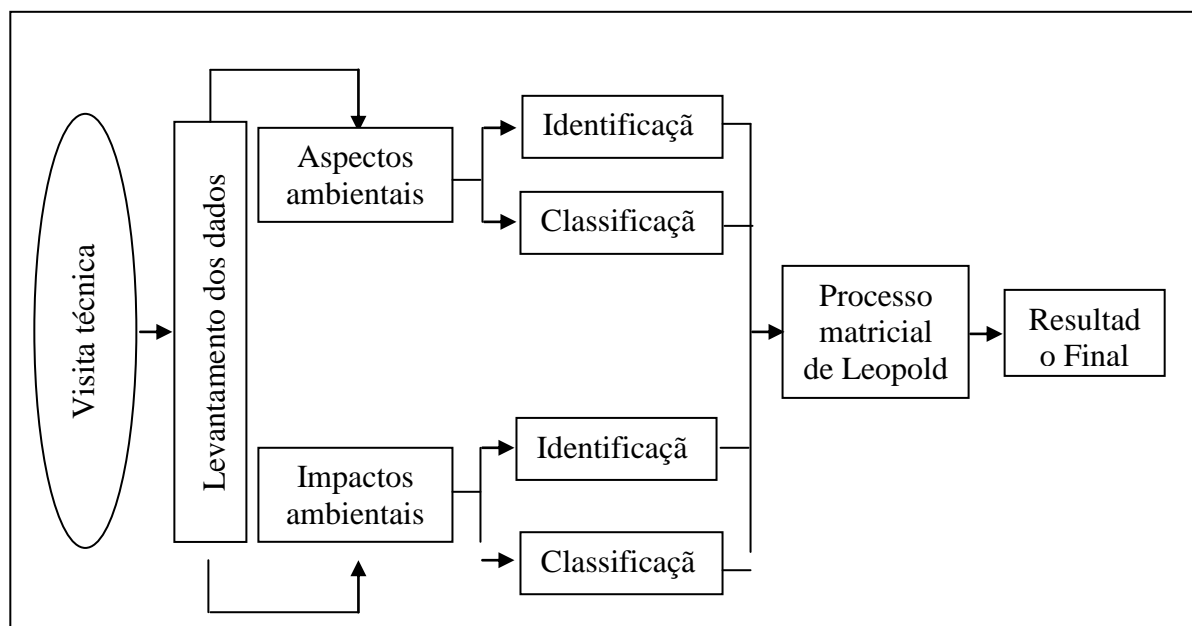 Visita técnica
Levantamento dos dados
Aspectos
ambientais
Identificaçã
Classificaçã
Impactos
ambientais
Identificaçã
Classificaçã
Processo
matricial
de Leopold
Resultad
o Final